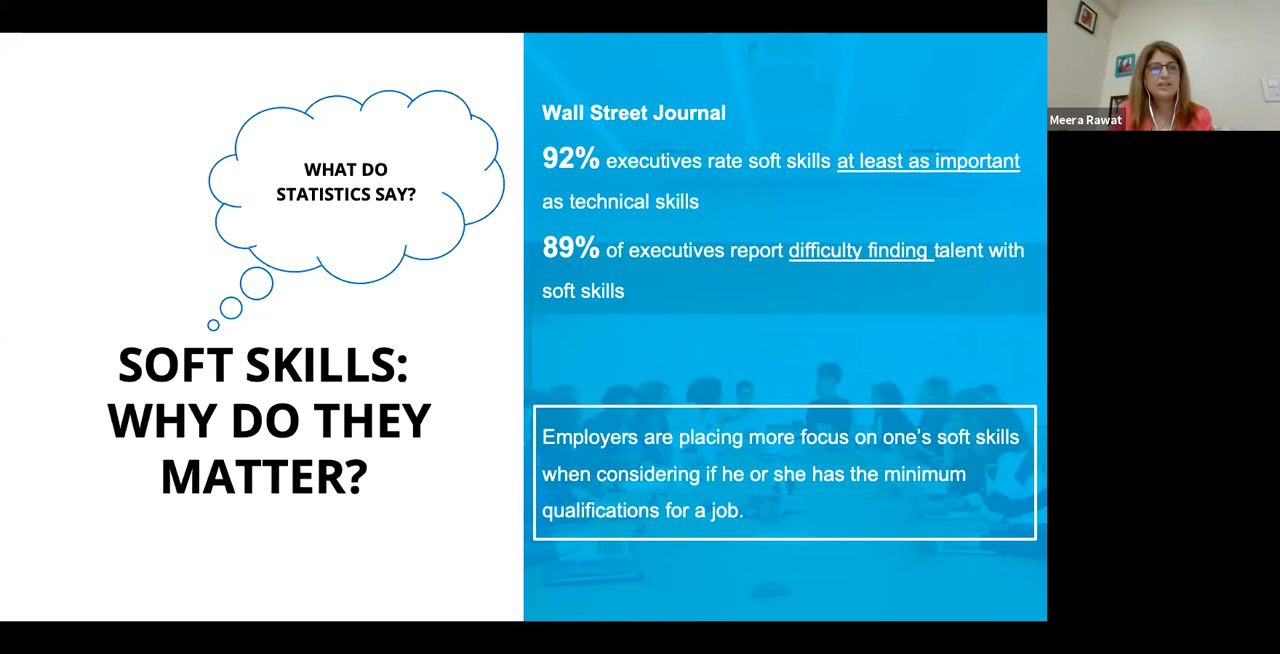 WHAT DO
STATISTICS SAY?
SOFT SKILLS:
WHY DO THEY
MATTER?
Wall Street Journal
92% executives rate soft skills at least as important
as technical skills
89% of executives report difficulty finding talent with
soft skills
Employers are placing more focus on one’s soft skills
when considering if he or she has the minimum
qualifications for a job.
Meera Rawat